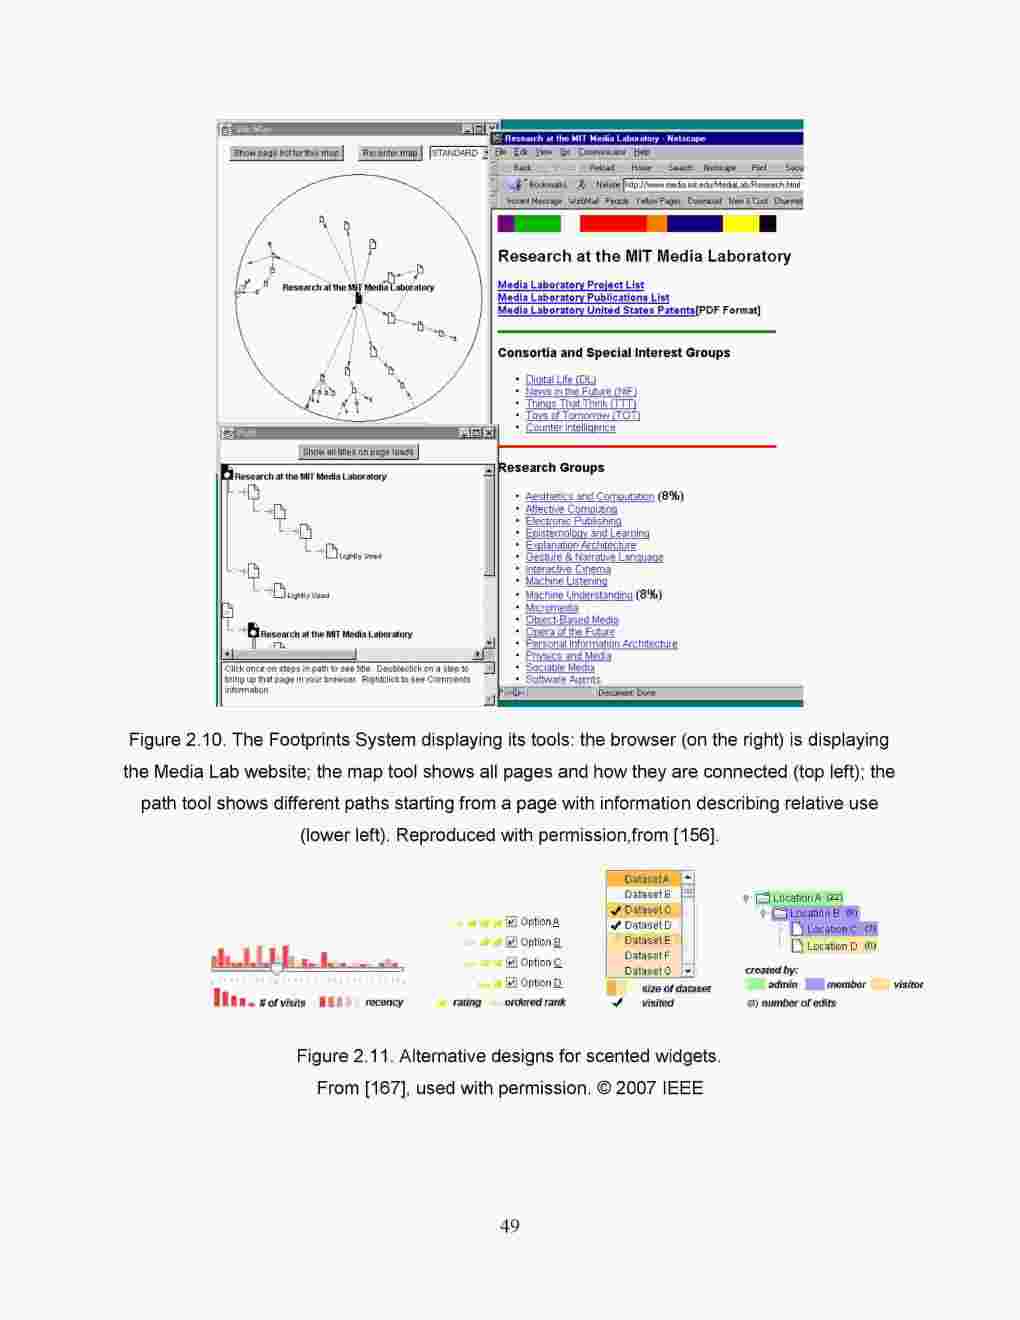 Show page list for this map
Recenter map
STANDARD
Research at the MIT Media Laboratory
Show all titles on page loads
Research at the MIT Media Laboratory
Lightly Used
Lightly Used
Research at the MIT Media Laboratory
Click once on steps in path to see title. Doubleclick on a step to
bring up that page in your browser. Rightclick to see Comments
information
Research at the MIT Media Laboratory - Netscape
File Edit View Go Communicator Help
Back Reload Home Search Netscape Print
Bookmarks Netsite http://www.media.mit.edu/MediaLab/Research.html
Instant Message WebMail People Yellow Pages Download New & Cool Channel
Research at the MIT Media Laboratory
Media Laboratory Project List
Media Laboratory Publications List
Media Laboratory United States Patents[PDF Format]
Consortia and Special Interest Groups
• Digital Life (DL)
• News in the Future (NiF)
• Things That Think (TTT)
• Toys of Tomorrow (TOT)
• Counter Intelligence
Research Groups
• Aesthetics and Computation (8%)
• Affective Computing
• Electronic Publishing
• Epistemology and Learning
• Explanation Architecture
• Gesture & Narrative Language
• Interactive Cinema
• Machine Listening
• Machine Understanding (8%)
• Micromedia
• Object-Based Media
• Opera of the Future
• Personal Information Architecture
• Physics and Media
• Sociable Media
• Software Agents
Document: Done
Figure 2.10. The Footprints System displaying its tools: the browser (on the right) is displaying
the Media Lab website; the map tool shows all pages and how they are connected (top left); the
path tool shows different paths starting from a page with information describing relative use
(lower left). Reproduced with permission,from [156].
# of visits recency
Option A
Option B
Option C
Option D
rating ordered rank
Dataset A
Dataset B
Dataset C
Dataset D
Dataset E
Dataset F
Dataset G
size of dataset
visited
Location A (22)
Location B
Location C
Location D
created by:
admin member visitor
number of edits
Figure 2.11. Alternative designs for scented widgets.
From [167], used with permission. © 2007 IEEE
49